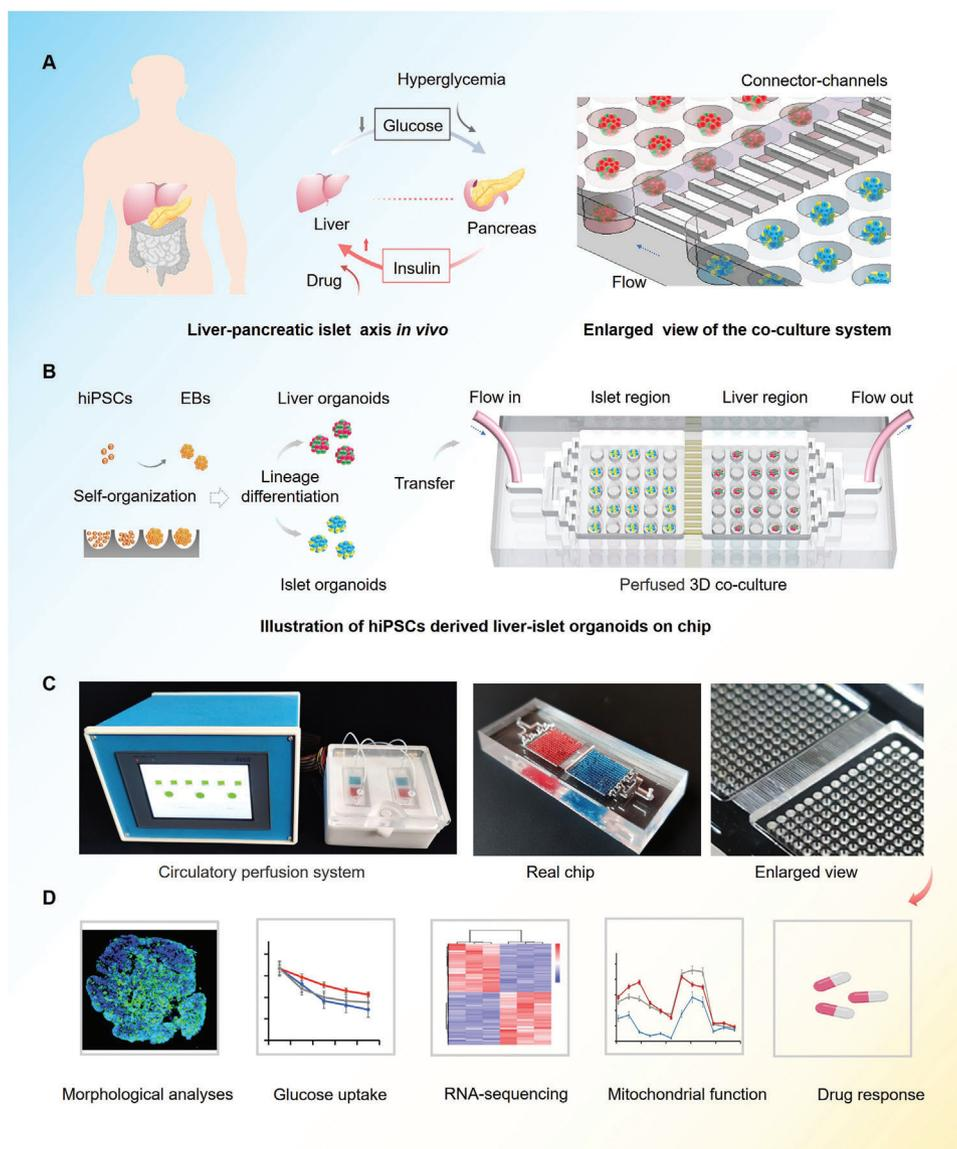 A
Hyperglycemia
Connector-channels
Glucose
Liver
Pancreas
Insulin
Drug
Flow
Liver-pancreatic islet axis in vivo
Enlarged view of the co-culture system
B
hiPSCs
EBs
Liver organoids
Flow in
Islet region
Liver region
Flow out
Self-organization
Lineage
differentiation
Transfer
Islet organoids
Perfused 3D co-culture
Illustration of hiPSCs derived liver-islet organoids on chip
C
Circulatory perfusion system
Real chip
Enlarged view
D
Morphological analyses
Glucose uptake
RNA-sequencing
Mitochondrial function
Drug response